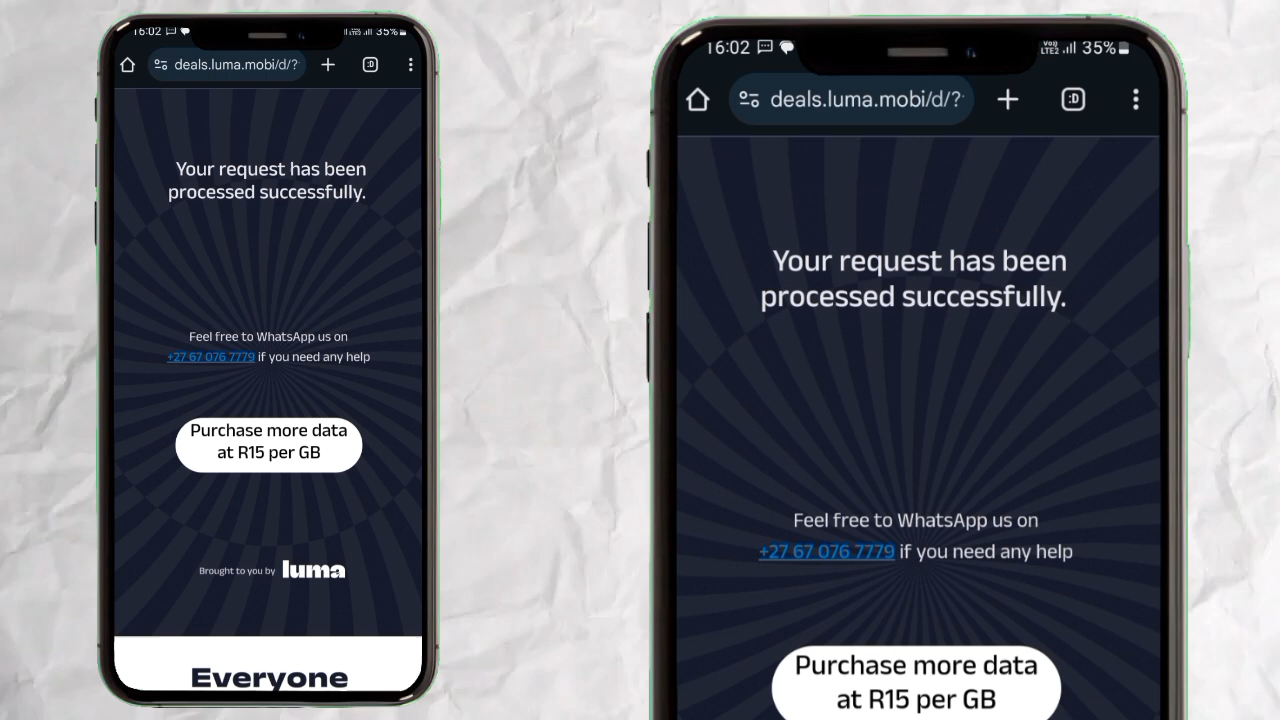 16:02
35%
deals.luma.mobi/d/?
:D
Your request has been
processed successfully.
Feel free to WhatsApp us on
+27 67 076 7779 if you need any help
Purchase more data
at R15 per GB
Brought to you by luma
Everyone
16:02
Vo))
LTE2
35%
deals.luma.mobi/d/?
:D
Your request has been
processed successfully.
Feel free to WhatsApp us on
+27 67 076 7779 if you need any help
Purchase more data
at R15 per GB